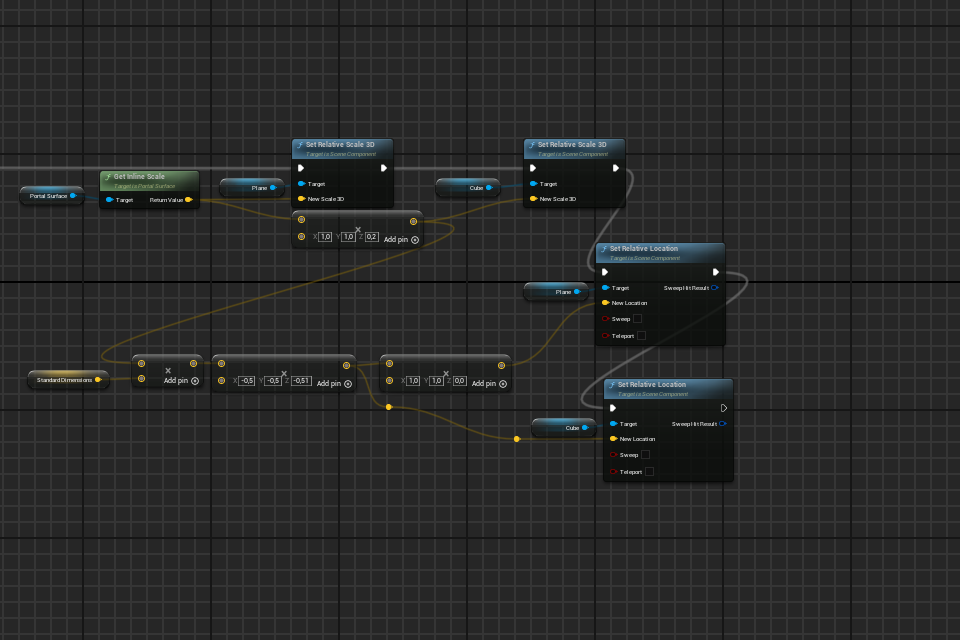 Set Relative Scale 3D
Target is Scene Component
Target
New Scale 3D
Set Relative Scale 3D
Target is Scene Component
Target
New Scale 3D
Get Inline Scale
Target is Portal Surface
Target Return Value
Portal Surface
Plane
Cube
X 1,0 Y 1,0 Z 0,2 Add pin
Set Relative Location
Target is Scene Component
Target Sweep Hit Result
New Location
Sweep
Teleport
Plane
StandardDimensions
Add pin
X -0,5 Y -0,5 Z -0,51 Add pin
X 1,0 Y 1,0 Z 0,0 Add pin
Set Relative Location
Target is Scene Component
Target Sweep Hit Result
New Location
Sweep
Teleport
Cube